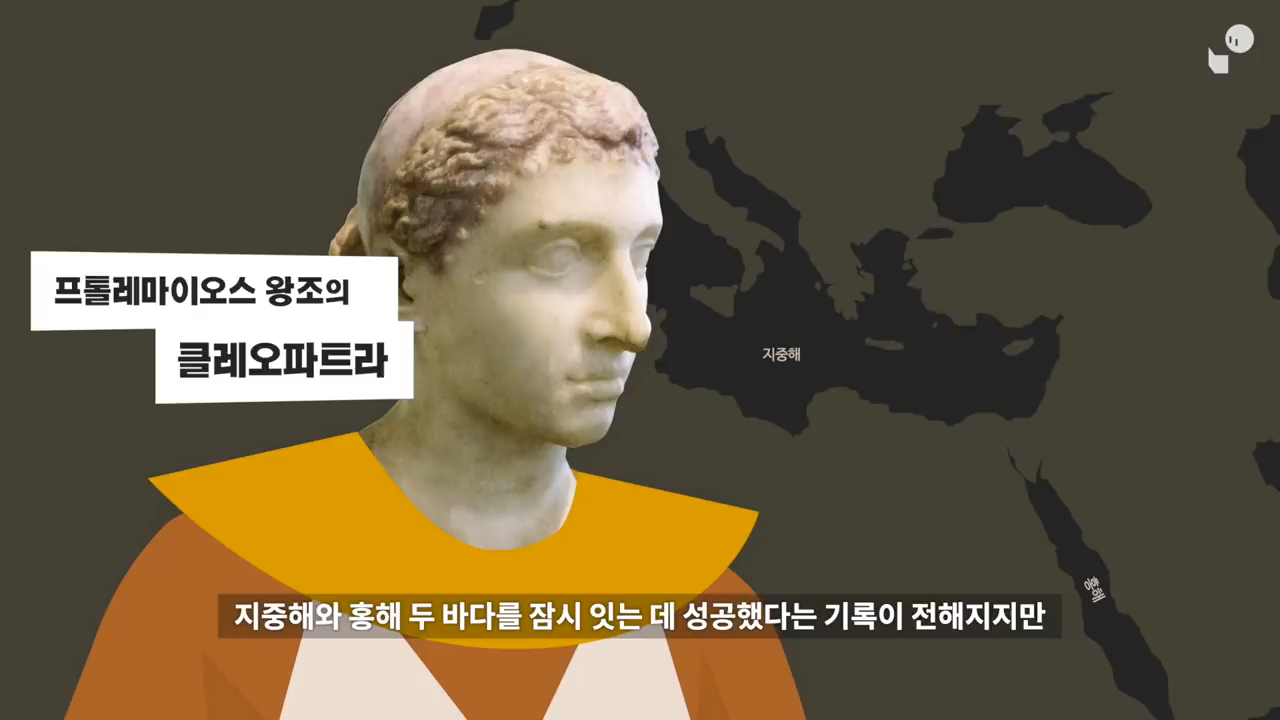 프톨레마이오스 왕조의
클레오파트라
지중해
홍해
지중해와 홍해 두 바다를 잠시 잇는 데 성공했다는 기록이 전해지지만